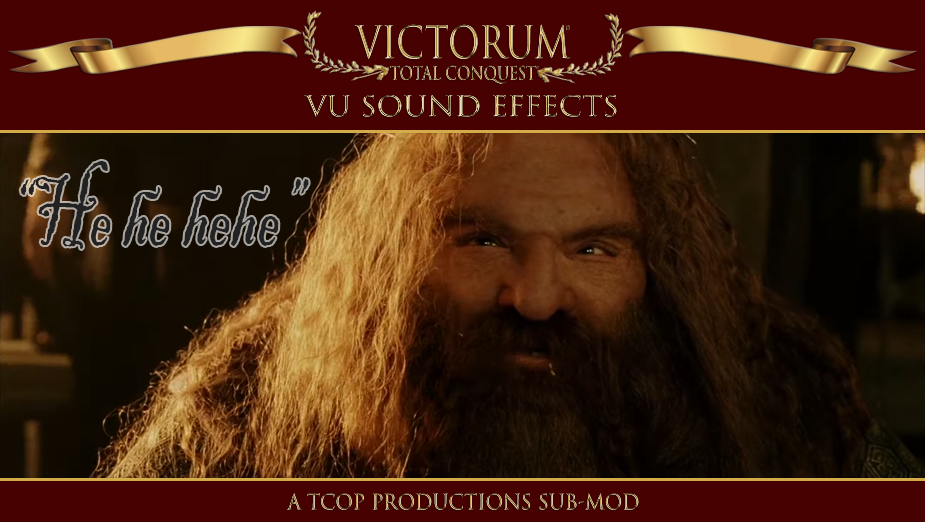 VICTORUM
TOTAL CONQUEST
VU SOUND EFFECTS
“He he hehe”
A TCOP PRODUCTIONS SUB-MOD